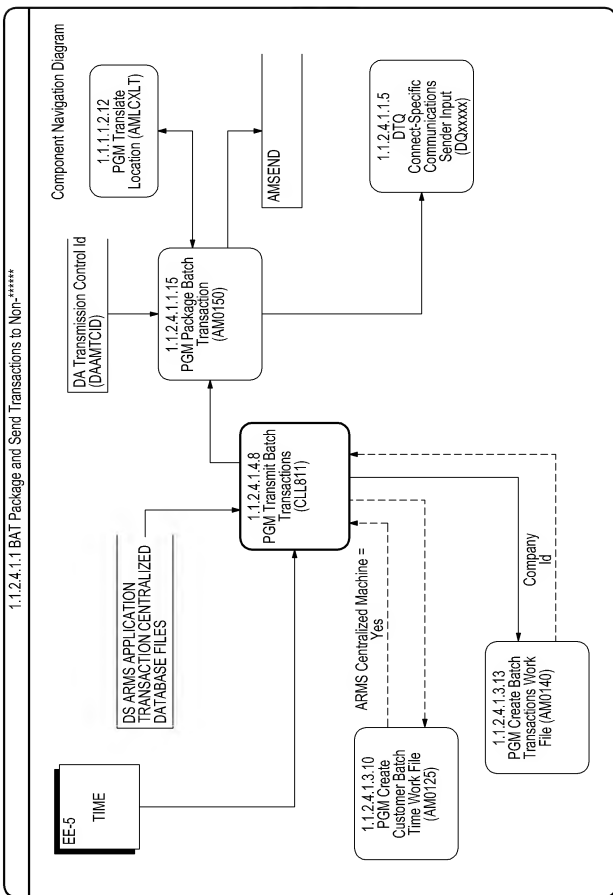 1.1.2.4.1.1 BAT Package and Send Transactions to Non-******
Component Navigation Diagram
EE-5
TIME
DS ARMS APPLICATION
TRANSACTION CENTRALIZED
DATABASE FILES
DA Transmission Control Id
(DAAMTCID)
1.1.1.1.2.12
PGM Translate
Location (AMLCXLT)
1.1.2.4.1.1.15
PGM Package Batch
Transaction
(AM0150)
AMSEND
1.1.2.4.1.4.8
PGM Transmit Batch
Transactions
(CLL811)
ARMS Centralized Machine =
Yes
1.1.2.4.1.3.10
PGM Create
Customer Batch
Time Work File
(AM0125)
Company
Id
1.1.2.4.1.3.13
PGM Create Batch
Transactions Work
File (AM0140)
1.1.2.4.1.1.5
DTQ
Connect-Specific
Communications
Sender Input
(DQxxxxx)